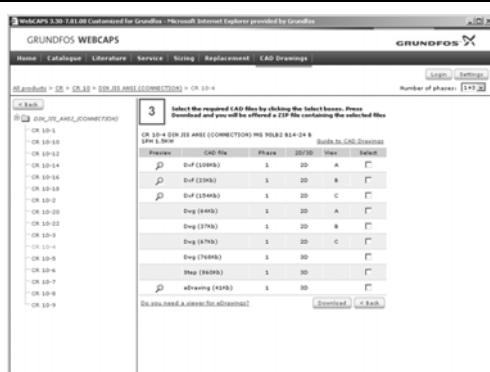 WebCAPS 3.30-7.01.08 Customized for Grundfos - Microsoft Internet Explorer provided by Grundfos
GRUNDFOS WEBCAPS
GRUNDFOS
Home | Catalogue | Literature | Service | Sizing | Replacement | CAD Drawings
Login Settings
All products > CR > CR 10 > DIN JIS ANSI (CONNECTION) > CR 10-4
Number of phases: 1+3
< Back
DIN_JIS_ANSI_(CONNECTION)
CR 10-1
CR 10-10
CR 10-12
CR 10-14
CR 10-16
CR 10-18
CR 10-2
CR 10-20
CR 10-22
CR 10-3
CR 10-4
CR 10-5
CR 10-6
CR 10-7
CR 10-8
CR 10-9
3
Select the required CAD files by clicking the Select boxes. Press
Download and you will be offered a ZIP file containing the selected files
CR 10-4 DIN JIS ANSI (CONNECTION) MG 90LB2 B14-24 B
SPM 1.5KW
Guide to CAD Drawings
Preview CAD file Phase 2D/3D View Select
Dxf (108Kb) 1 2D A
Dxf (23Kb) 1 2D B
Dxf (154Kb) 1 2D C
Dwg (64Kb) 1 2D A
Dwg (37Kb) 1 2D B
Dwg (67Kb) 1 2D C
Dwg (768Kb) 1 3D
Step (960Kb) 1 3D
eDrawing (41Kb) 1 3D
Do you need a viewer for eDrawings?
Download < Back